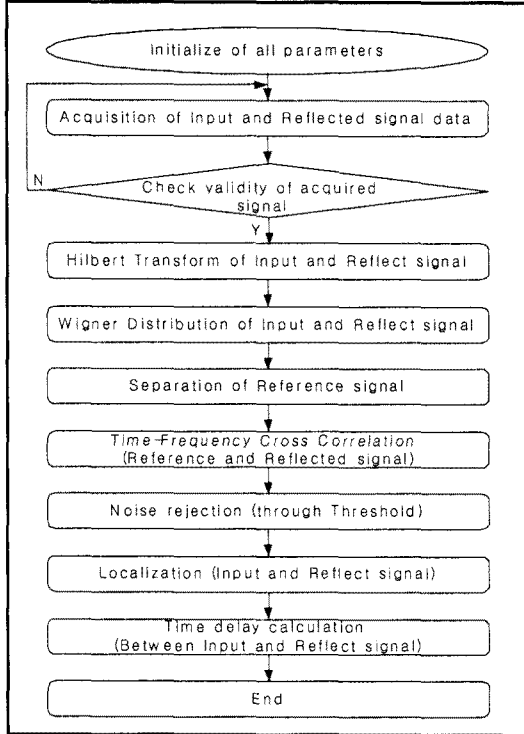 Initialize of all parameters
Acquisition of Input and Reflected signal data
N
Check validity of acquired
signal
Y
Hilbert Transform of Input and Reflect signal
Wigner Distribution of Input and Reflect signal
Separation of Reference signal
Time-Frequency Cross Correlation
(Reference and Reflected signal)
Noise rejection (through Threshold)
Localization (Input and Reflect signal)
Time delay calculation
(Between Input and Reflect signal)
End